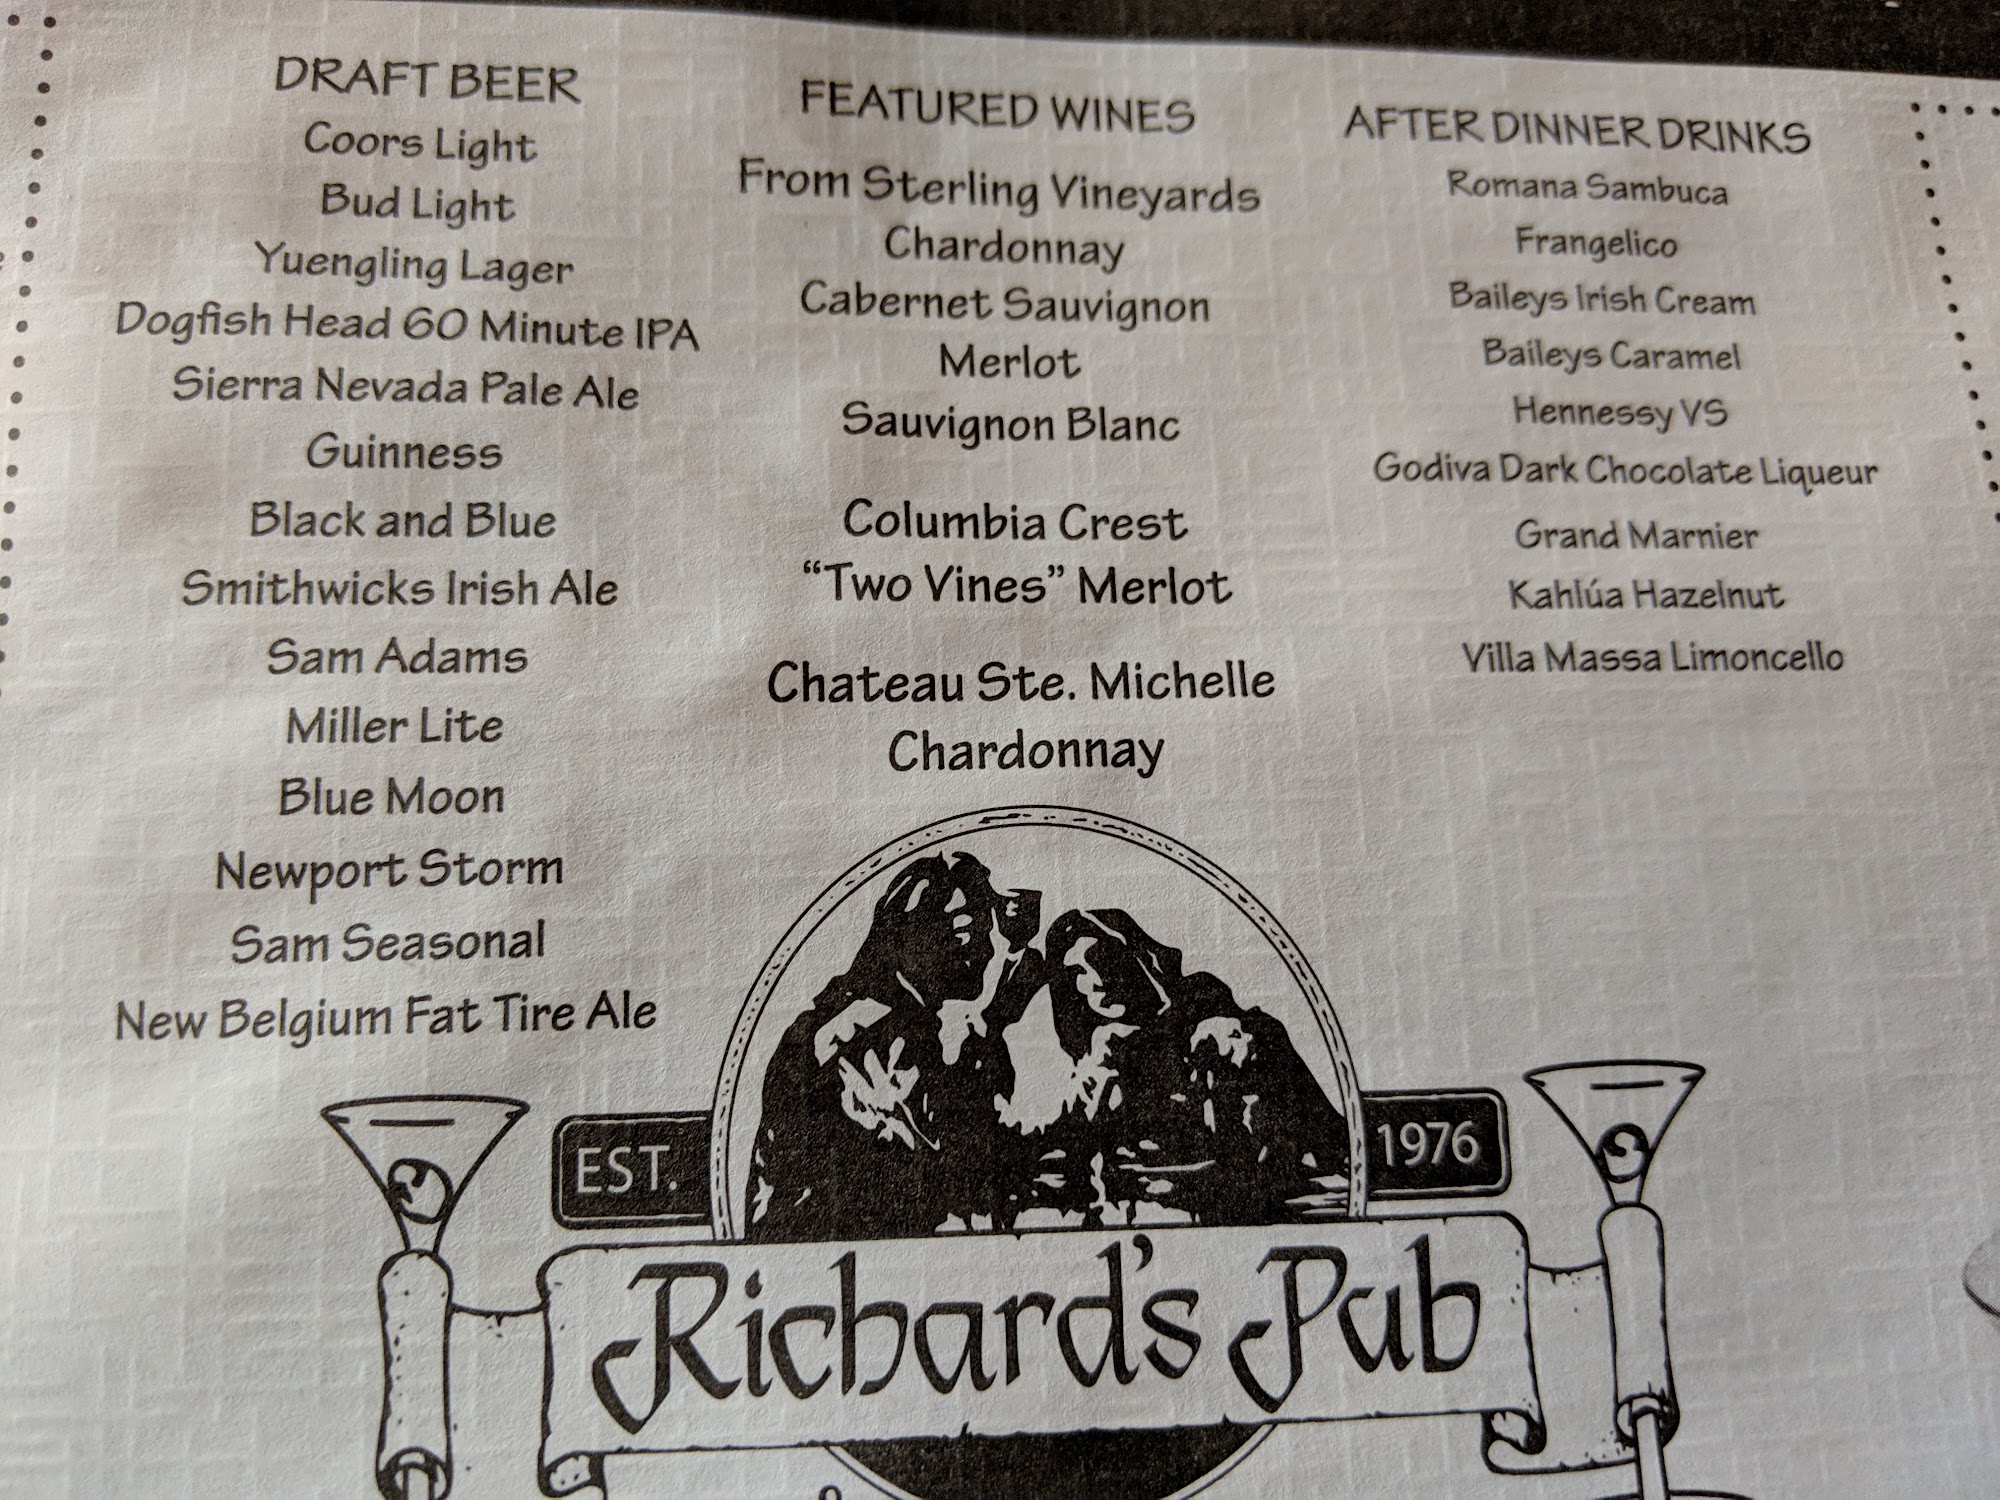 DRAFT BEER
Coors Light
Bud Light
Yuengling Lager
Dogfish Head 60 Minute IPA
Sierra Nevada Pale Ale
Guinness
Black and Blue
Smithwicks Irish Ale
Sam Adams
Miller Lite
Blue Moon
Newport Storm
Sam Seasonal
New Belgium Fat Tire Ale
FEATURED WINES
From Sterling Vineyards
Chardonnay
Cabernet Sauvignon
Merlot
Sauvignon Blanc
Columbia Crest
“Two Vines” Merlot
Chateau Ste. Michelle
Chardonnay
AFTER DINNER DRINKS
Romana Sambuca
Frangelico
Baileys Irish Cream
Baileys Caramel
Hennessy VS
Godiva Dark Chocolate Liqueur
Grand Marnier
Kahlúa Hazelnut
Villa Massa Limoncello
EST. 1976
Richard's Pub